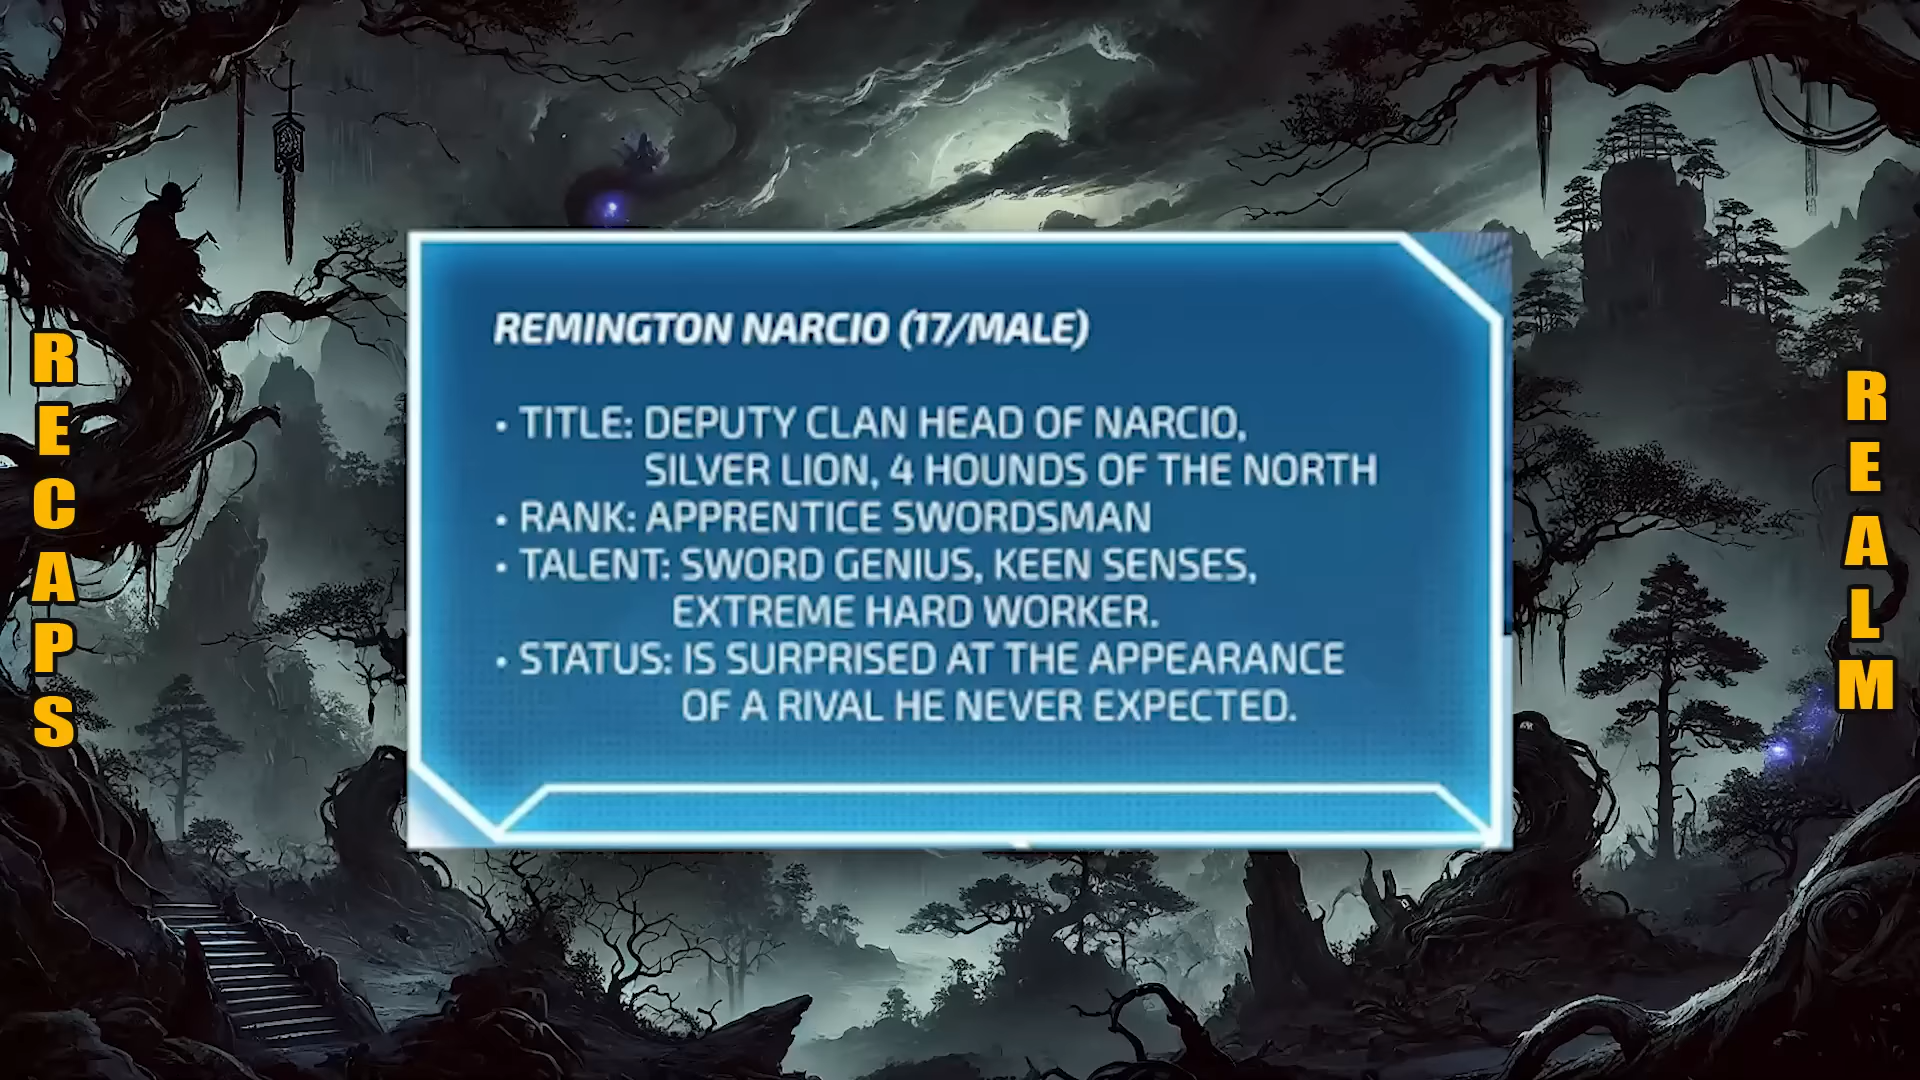 RECAPS
REMINGTON NARCIO (17/MALE)
• TITLE: DEPUTY CLAN HEAD OF NARCIO,
SILVER LION, 4 HOUNDS OF THE NORTH
• RANK: APPRENTICE SWORDSMAN
• TALENT: SWORD GENIUS, KEEN SENSES,
EXTREME HARD WORKER.
• STATUS: IS SURPRISED AT THE APPEARANCE
OF A RIVAL HE NEVER EXPECTED.
REALM